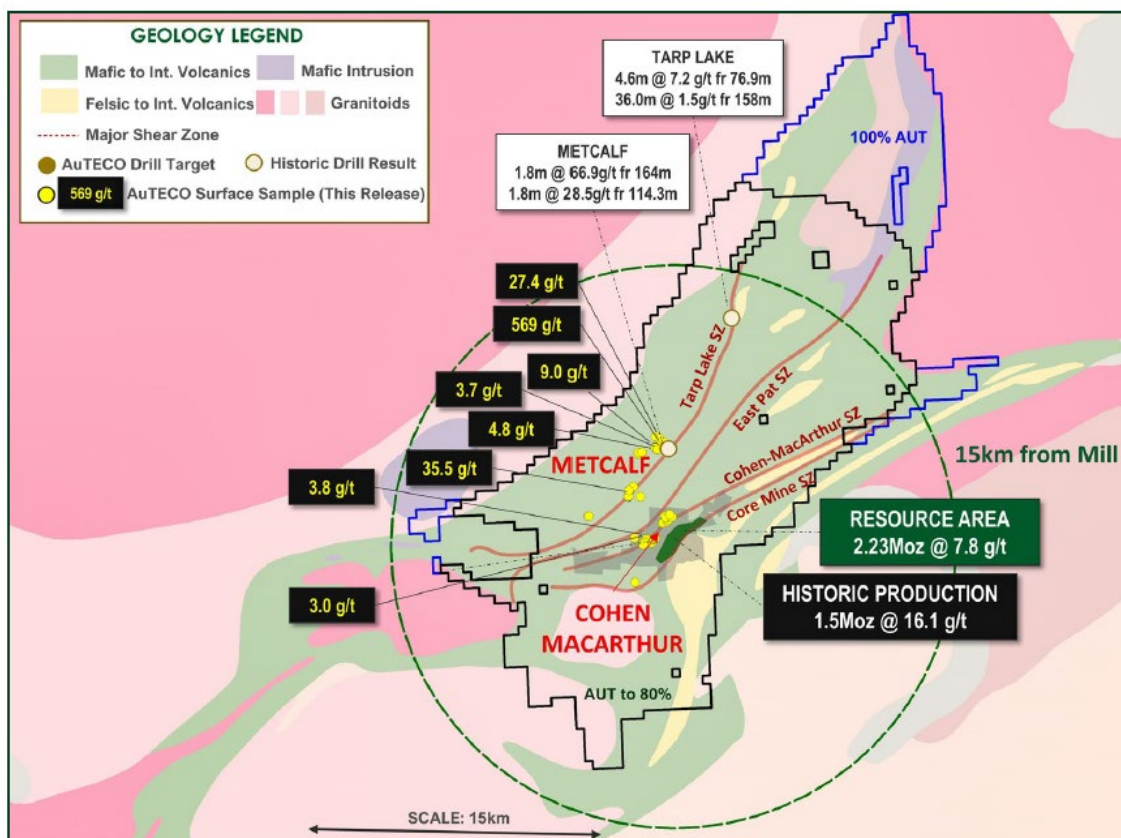 GEOLOGY LEGEND
Mafic to Int. Volcanics
Mafic Intrusion
Felsic to Int. Volcanics
Granitoids
Major Shear Zone
AuTECO Drill Target
Historic Drill Result
569 g/t
AuTECO Surface Sample (This Release)
TARP LAKE
4.6m @ 7.2 g/t fr 76.9m
36.0m @ 1.5g/t fr 158m
METCALF
1.8m @ 66.9g/t fr 164m
1.8m @ 28.5g/t fr 114.3m
100% AUT
27.4 g/t
569 g/t
9.0 g/t
3.7 g/t
4.8 g/t
35.5 g/t
3.8 g/t
3.0 g/t
Tarp Lake SZ
East Pat SZ
Cohen-MacArthur SZ
Core Mine SZ
METCALF
15km from Mill
RESOURCE AREA
2.23Moz @ 7.8 g/t
HISTORIC PRODUCTION
1.5Moz @ 16.1 g/t
COHEN
MACARTHUR
AUT to 80%
SCALE: 15km